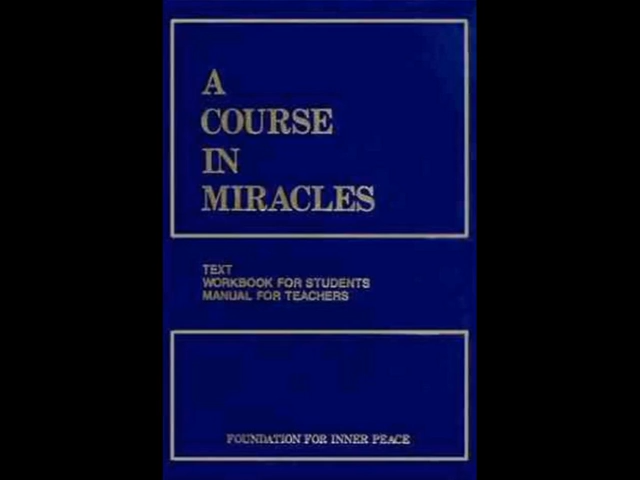 A
COURSE
IN
MIRACLES
TEXT
WORKBOOK FOR STUDENTS
MANUAL FOR TEACHERS
FOUNDATION FOR INNER PEACE